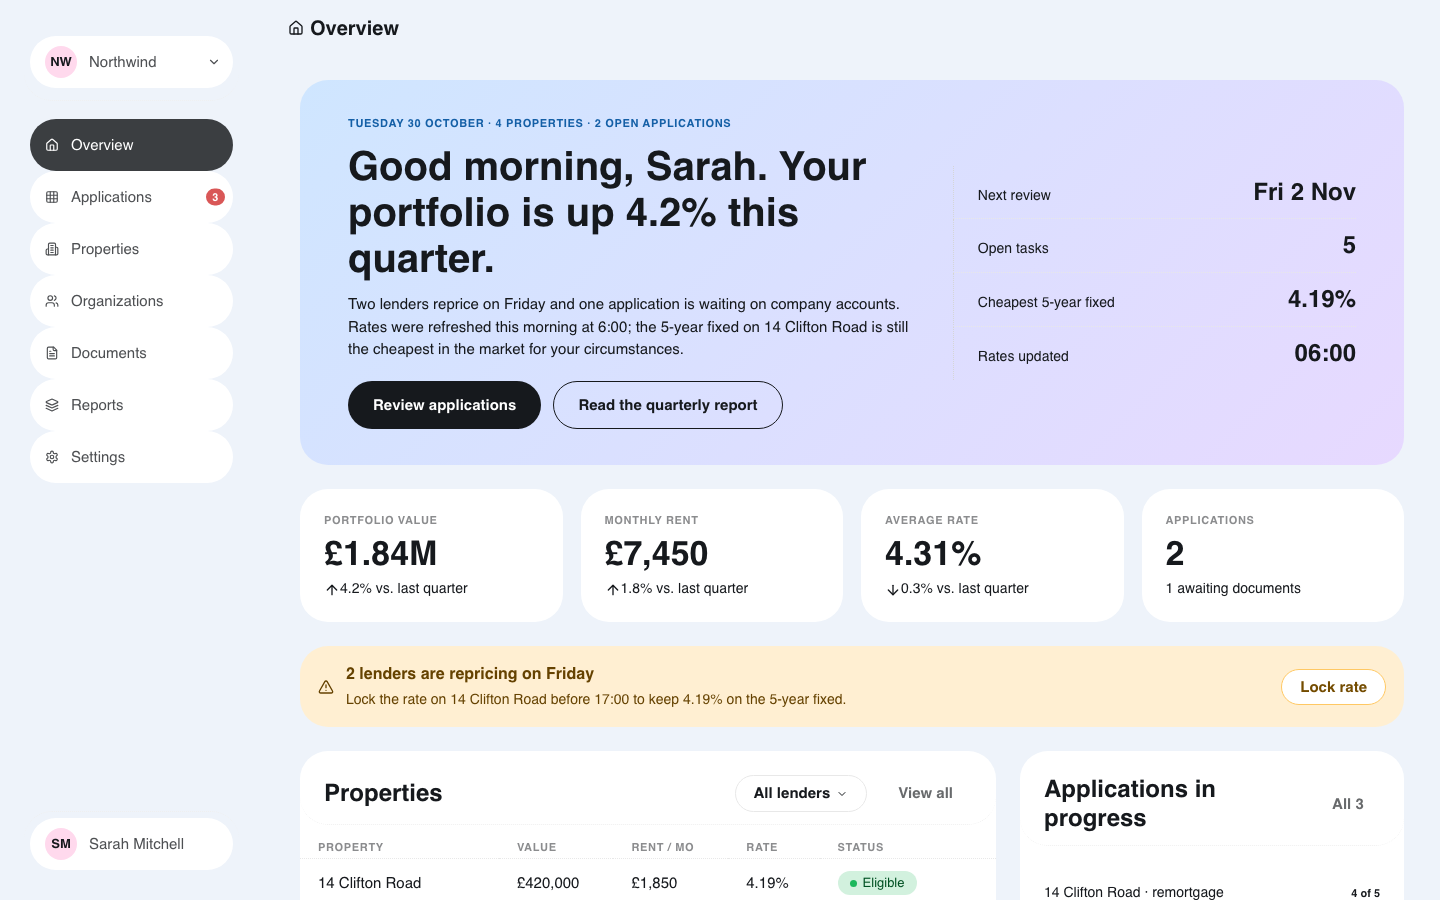 NW Northwind
Overview
Applications 3
Properties
Organizations
Documents
Reports
Settings
SM Sarah Mitchell
Overview
TUESDAY 30 OCTOBER · 4 PROPERTIES · 2 OPEN APPLICATIONS
Good morning, Sarah. Your
portfolio is up 4.2% this
quarter.
Two lenders reprice on Friday and one application is waiting on company accounts.
Rates were refreshed this morning at 6:00; the 5-year fixed on 14 Clifton Road is still
the cheapest in the market for your circumstances.
Review applications
Read the quarterly report
Next review Fri 2 Nov
Open tasks 5
Cheapest 5-year fixed 4.19%
Rates updated 06:00
PORTFOLIO VALUE
£1.84M
4.2% vs. last quarter
MONTHLY RENT
£7,450
1.8% vs. last quarter
AVERAGE RATE
4.31%
0.3% vs. last quarter
APPLICATIONS
2
1 awaiting documents
2 lenders are repricing on Friday
Lock the rate on 14 Clifton Road before 17:00 to keep 4.19% on the 5-year fixed.
Lock rate
Properties
All lenders
View all
PROPERTY VALUE RENT / MO RATE STATUS
14 Clifton Road £420,000 £1,850 4.19% Eligible
Applications in
progress
All 3
14 Clifton Road · remortgage 4 of 5